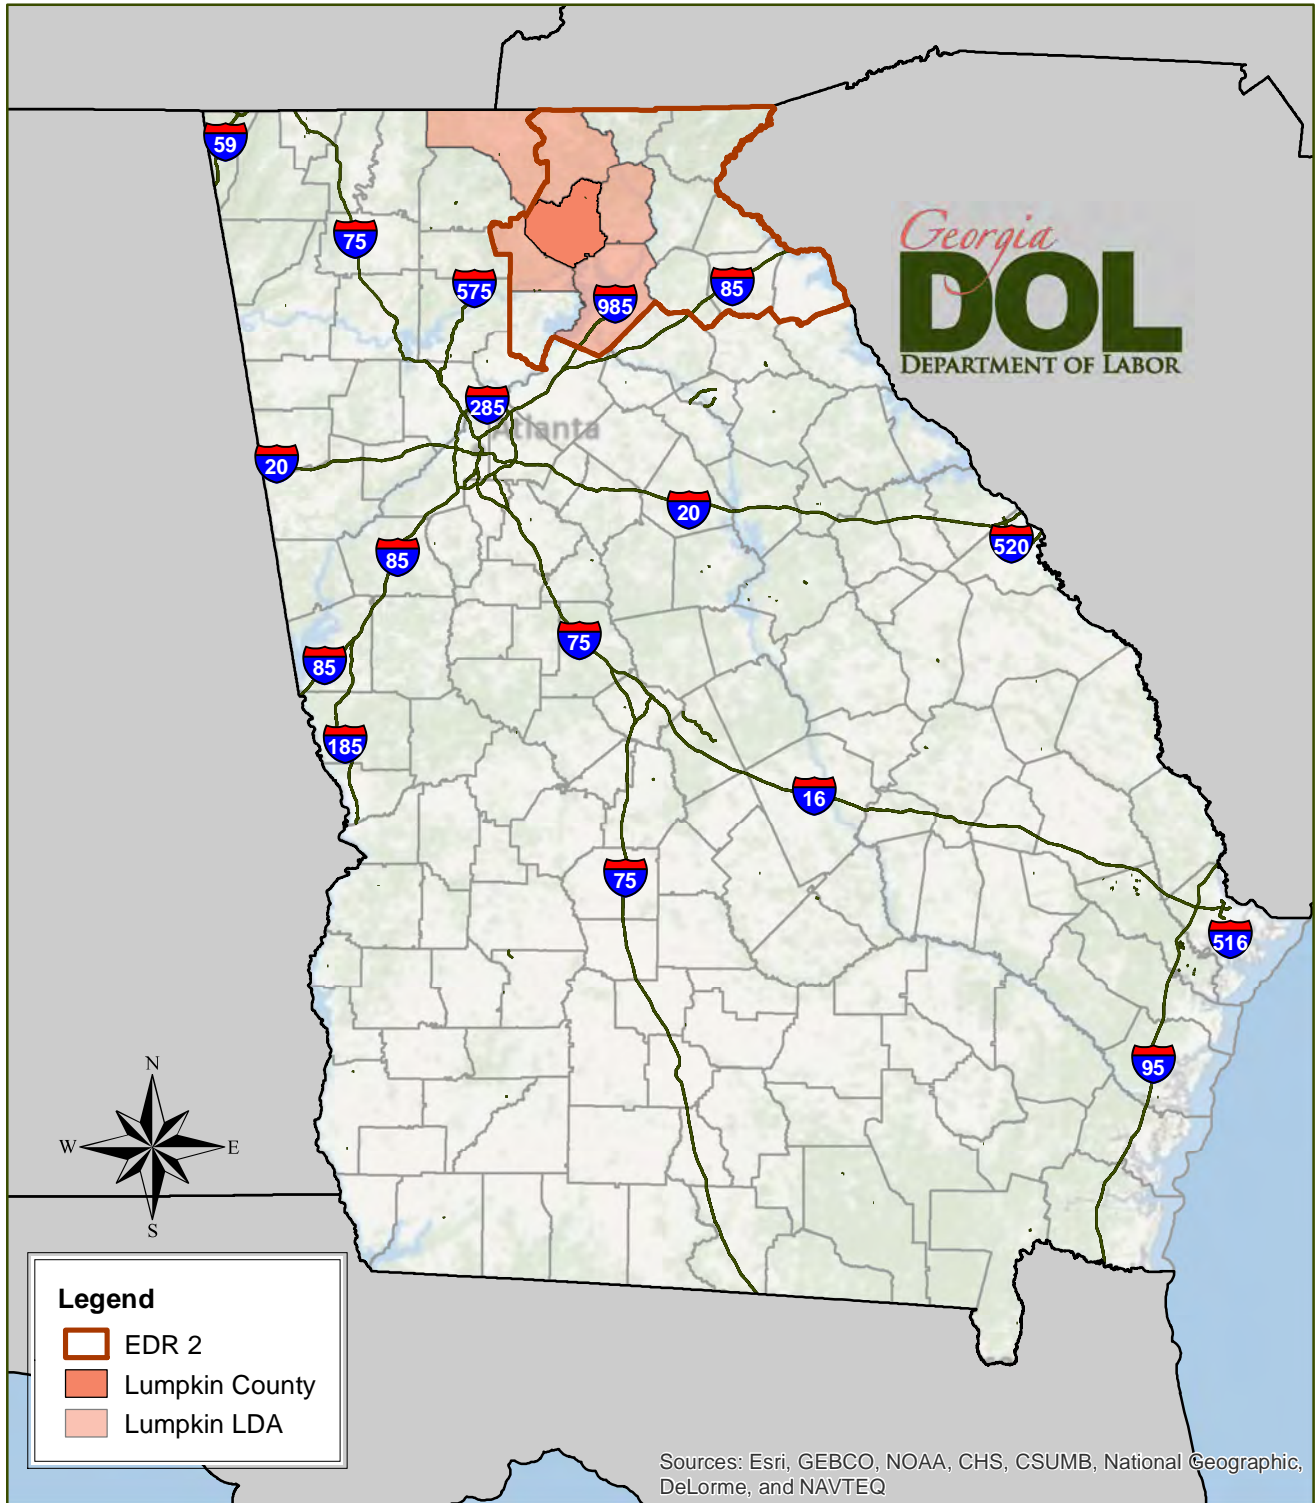 59
75
575
985
85
Georgia
DOL
DEPARTMENT OF LABOR
285
Atlanta
20
20
520
85
75
85
185
16
75
516
95
N
W
E
S
Legend
EDR 2
Lumpkin County
Lumpkin LDA
Sources: Esri, GEBCO, NOAA, CHS, CSUMB, National Geographic,
DeLorme, and NAVTEQ